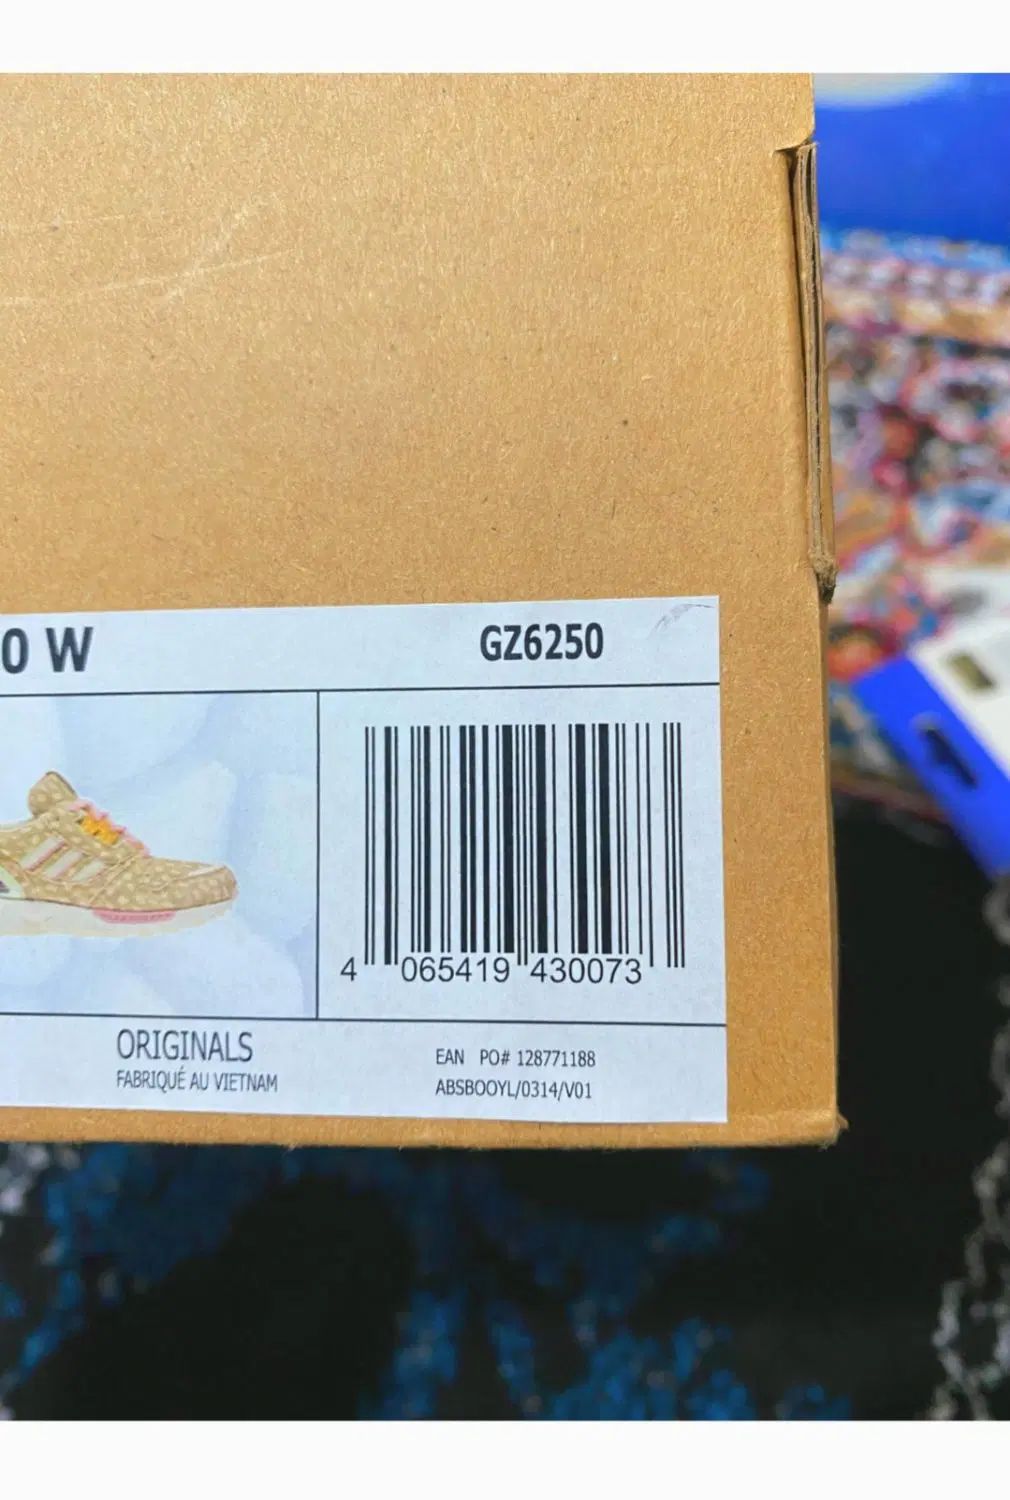 0 W GZ6250
4 065419 430073
ORIGINALS
FABRIQUÉ AU VIETNAM
EAN PO# 128771188
ABSBOOYL/0314/V01